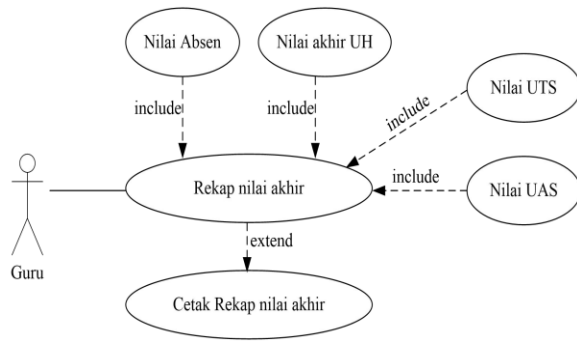 Nilai Absen
Nilai akhir UH
Nilai UTS
include
include
include
Rekap nilai akhir
include
Nilai UAS
Guru
extend
Cetak Rekap nilai akhir